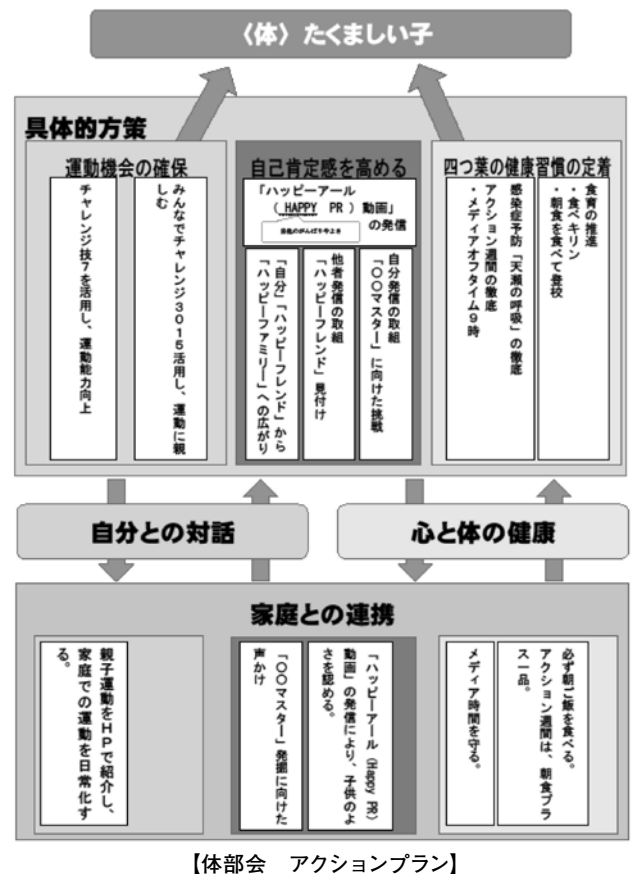 〈体〉たくましい子
具体的方策
運動機会の確保
みんなでチャレンジ3015活用し、運動に親
しむ
チャレンジ技7を活用し、運動能力向上
自己肯定感を高める
「ハッピーアール
(HAPPY PR)動画」
の発信
自他のがんばりやよさ
自分発信の取組
「〇〇マスター」に向けた挑戦
他者発信の取組
「ハッピーフレンド」見付け
「自分」「ハッピーフレンド」から
「ハッピーファミリー」への広がり
四つ葉の健康習慣の定着
食育の推進
・食べキリン
・朝食を食べて登校
感染症予防「天瀬の呼吸」の徹底
アクション週間の徹底
・メディアオフタイム9時
自分との対話
心と体の健康
家庭との連携
親子運動をHPで紹介し、
家庭での運動を日常化す
る。
「ハッピーアール(Happy PR)
動画」の発信により、子供のよ
さを認める。
「〇〇マスター」発掘に向けた
声かけ
必ず朝ご飯を食べる。
アクション週間は、朝食プラ
ス一品。
メディア時間を守る。
【体部会 アクションプラン】